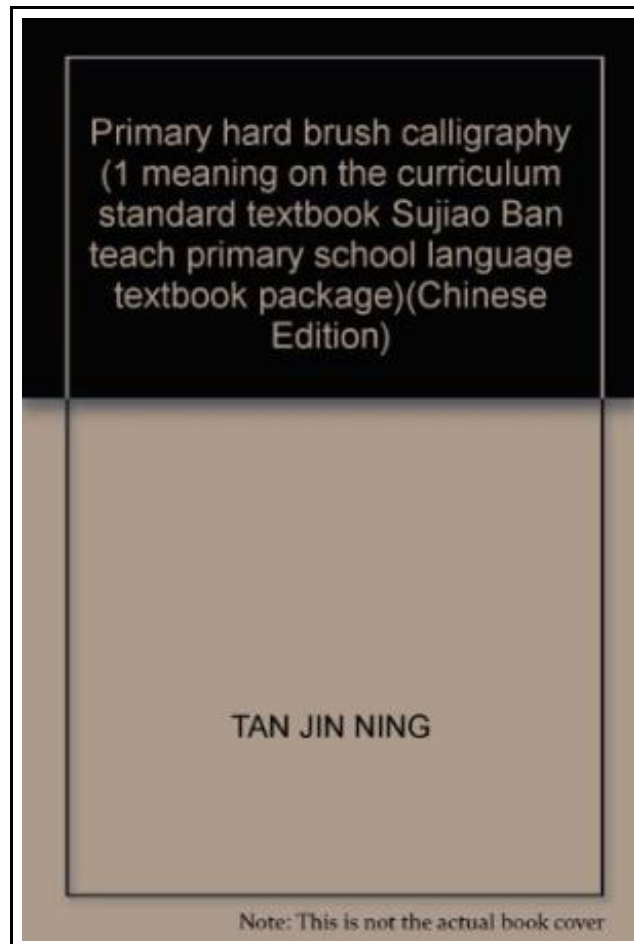 Primary hard brush calligraphy
(1 meaning on the curriculum
standard textbook Sujiao Ban
teach primary school language
textbook package)(Chinese
Edition)
TAN JIN NING
Note: This is not the actual book cover